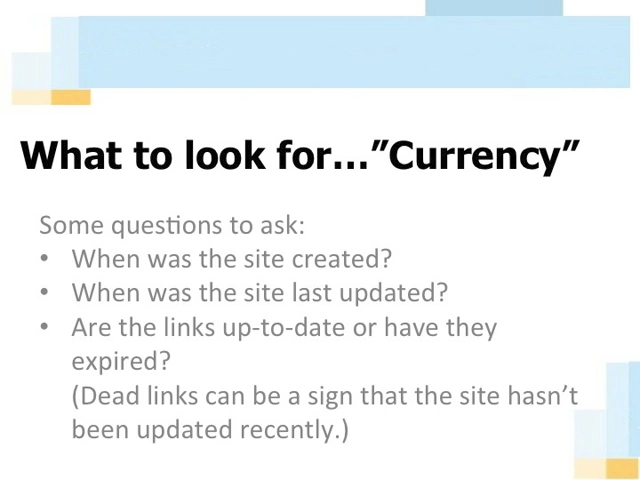 What to look for…”Currency”
Some questions to ask:
• When was the site created?
• When was the site last updated?
• Are the links up-to-date or have they
expired?
(Dead links can be a sign that the site hasn’t
been updated recently.)